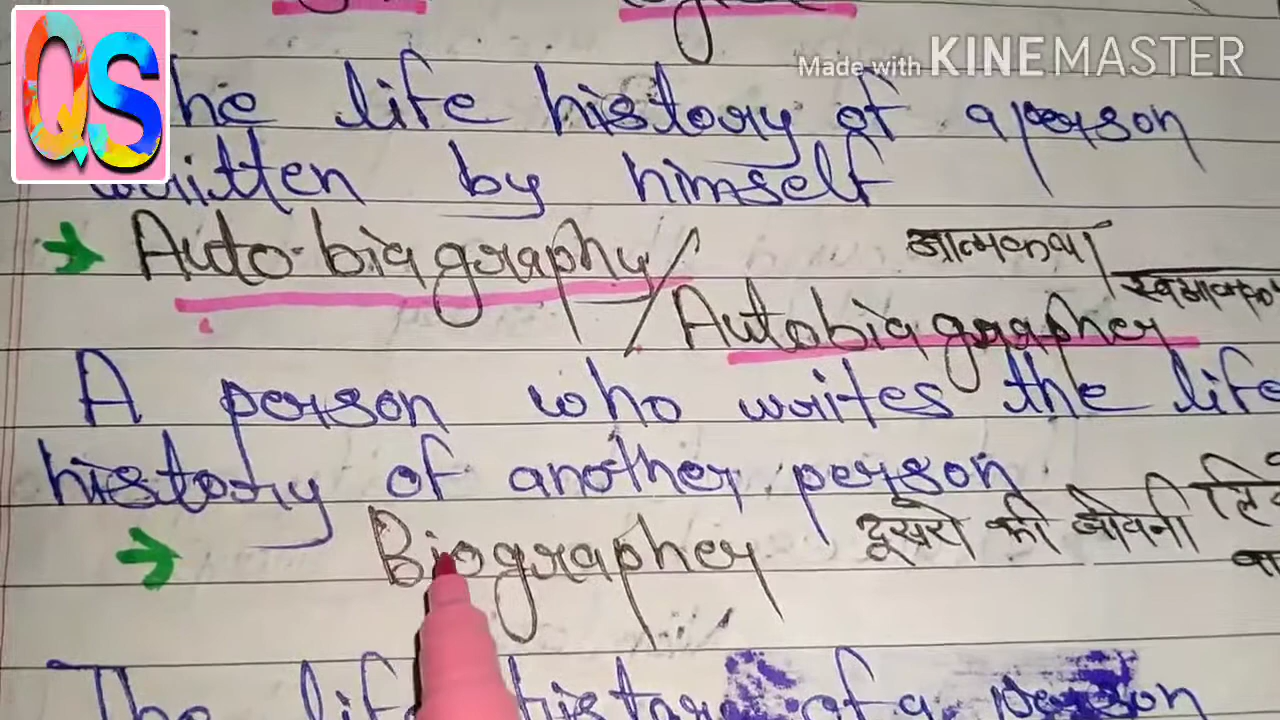 QS
Made with KINEMASTER
The life history of a person
written by himself
Autobiography/ आत्मकथा
Autobiographer
A person who writes the life
history of another person
Biographer दूसरो की जीवनी
The life history of a person